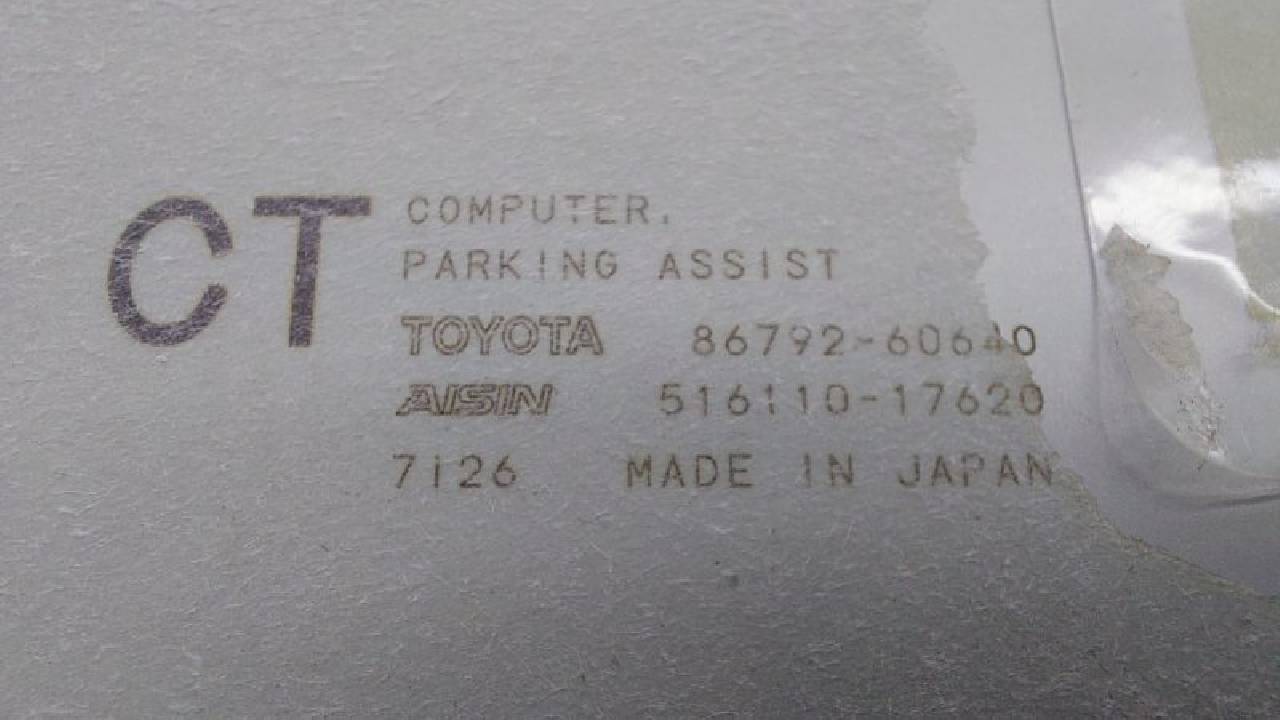 CT
COMPUTER,
PARKING ASSIST
TOYOTA 86792-60640
AISIN 516110-17620
7126 MADE IN JAPAN